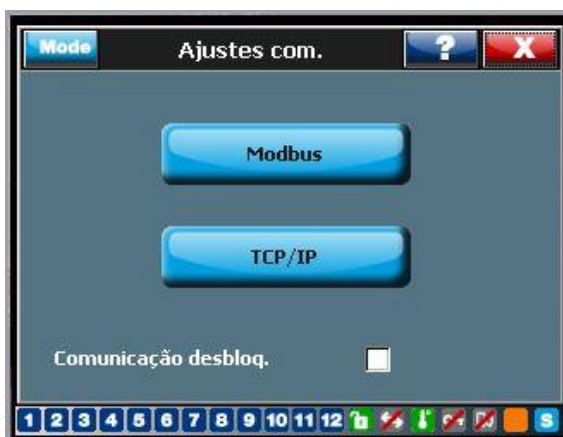 Mode Ajustes com. ? X
Modbus
TCP/IP
Comunicação desbloq.
1 2 3 4 5 6 7 8 9 10 11 12 S